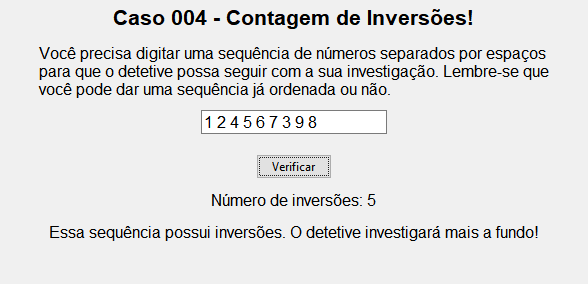 Caso 004 - Contagem de Inversões!
Você precisa digitar uma sequência de números separados por espaços
para que o detetive possa seguir com a sua investigação. Lembre-se que
você pode dar uma sequência já ordenada ou não.
1 2 4 5 6 7 3 9 8
Verificar
Número de inversões: 5
Essa sequência possui inversões. O detetive investigará mais a fundo!